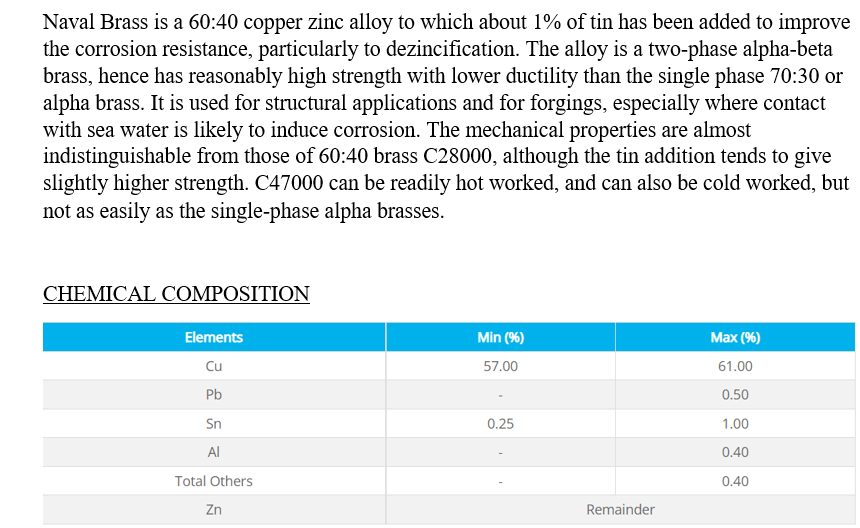 Naval Brass is a 60:40 copper zinc alloy to which about 1% of tin has been added to improve
the corrosion resistance, particularly to dezincification. The alloy is a two-phase alpha-beta
brass, hence has reasonably high strength with lower ductility than the single phase 70:30 or
alpha brass. It is used for structural applications and for forgings, especially where contact
with sea water is likely to induce corrosion. The mechanical properties are almost
indistinguishable from those of 60:40 brass C28000, although the tin addition tends to give
slightly higher strength. C47000 can be readily hot worked, and can also be cold worked, but
not as easily as the single-phase alpha brasses.
CHEMICAL COMPOSITION
Elements Min (%) Max (%)
Cu 57.00 61.00
Pb - 0.50
Sn 0.25 1.00
Al - 0.40
Total Others - 0.40
Zn Remainder